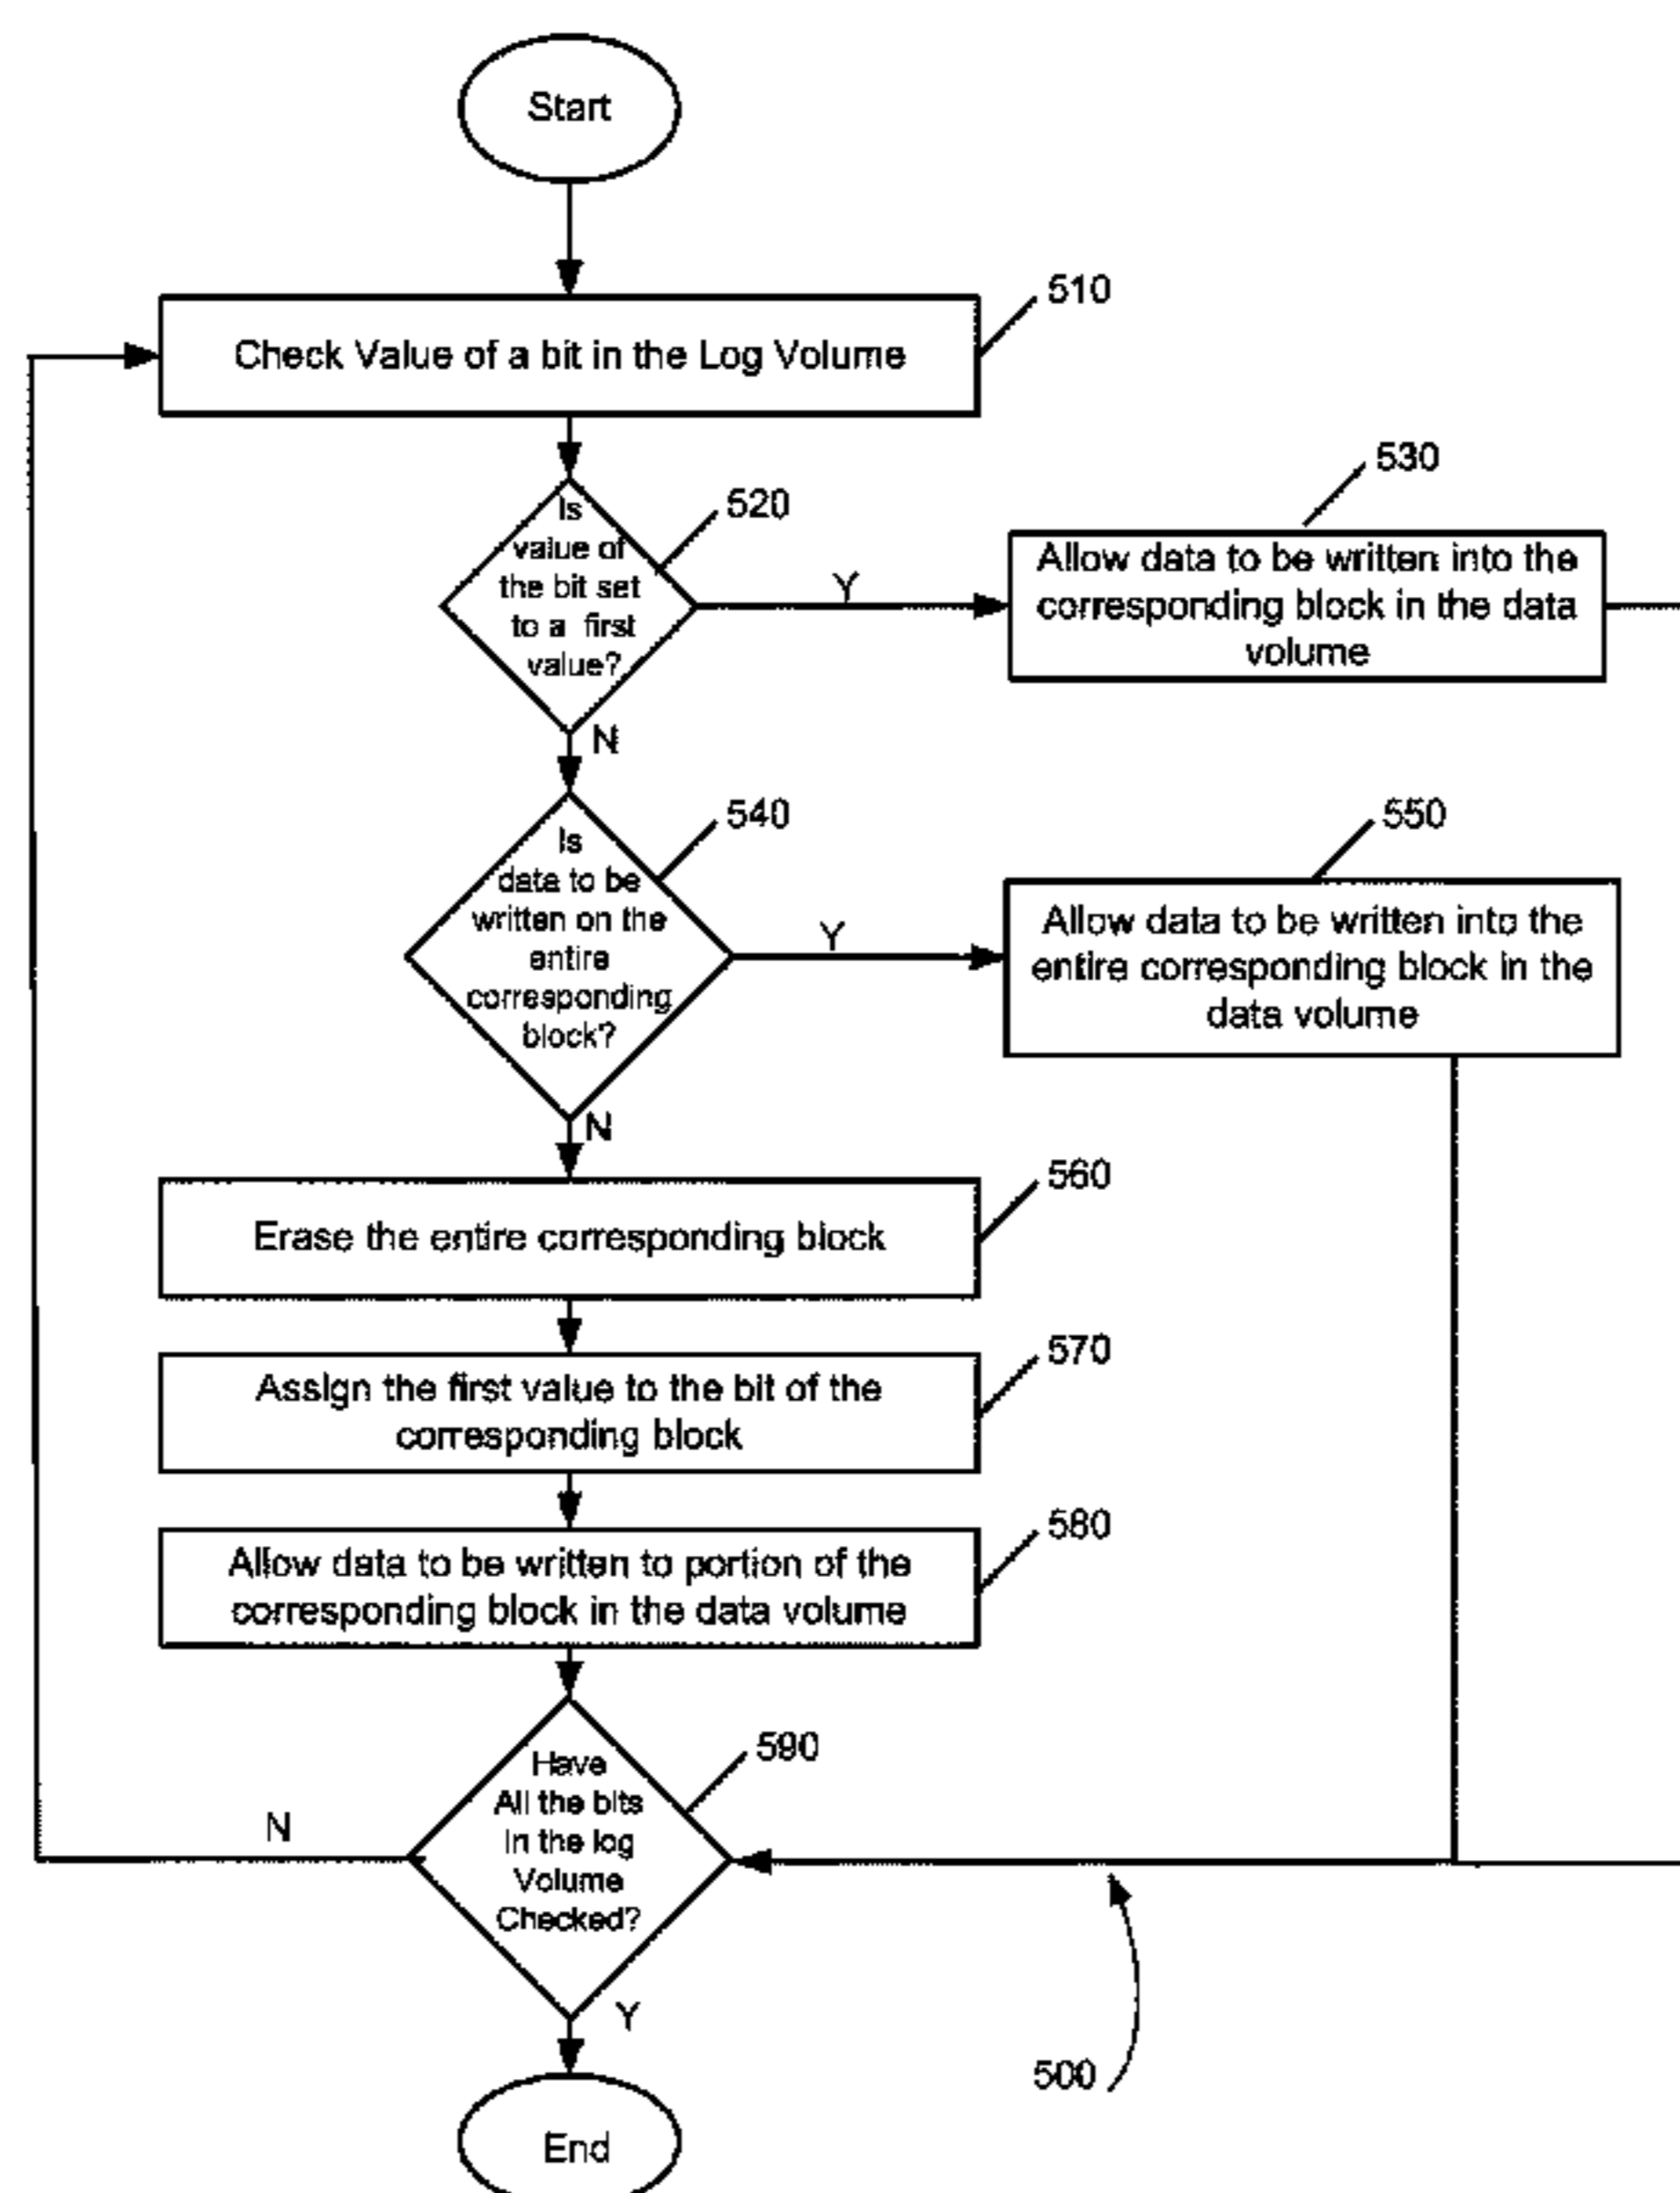 Start
510
Check Value of a bit in the Log Volume
530
520
Is
value of
the bit set
to a first
value?
Y
Allow data to be written into the
corresponding block in the data
volume
N
540
550
Is
data to be
written on the
entire
corresponding
block?
Y
Allow data to be written into the
entire corresponding block in the
data volume
N
560
Erase the entire corresponding block
570
Assign the first value to the bit of the
corresponding block
580
Allow data to be written to portion of the
corresponding block in the data volume
590
Have
All the bits
In the log
Volume
Checked?
N
Y
500
End